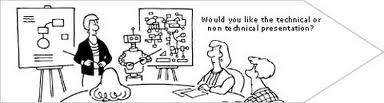 Would you like the technical or
non technical presentation?